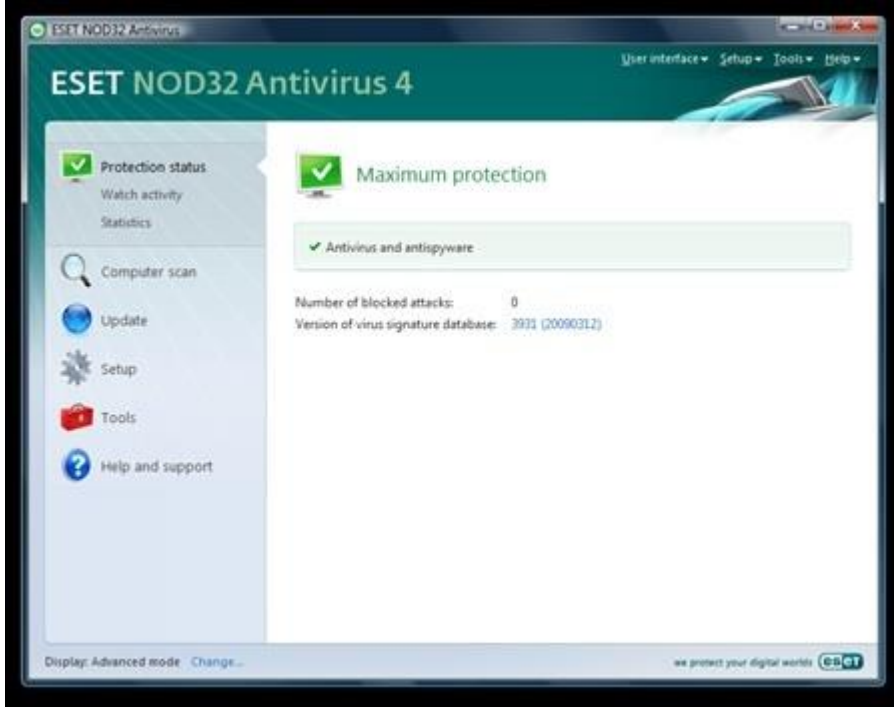 ESET NOD32 Antivirus
User interface Setup Tools Help
ESET NOD32 Antivirus 4
Protection status
Watch activity
Statistics
Computer scan
Update
Setup
Tools
Help and support
Maximum protection
Antivirus and antispyware
Number of blocked attacks: 0
Version of virus signature database: 3931 (20090312)
Display: Advanced mode Change...
we protect your digital worlds eset